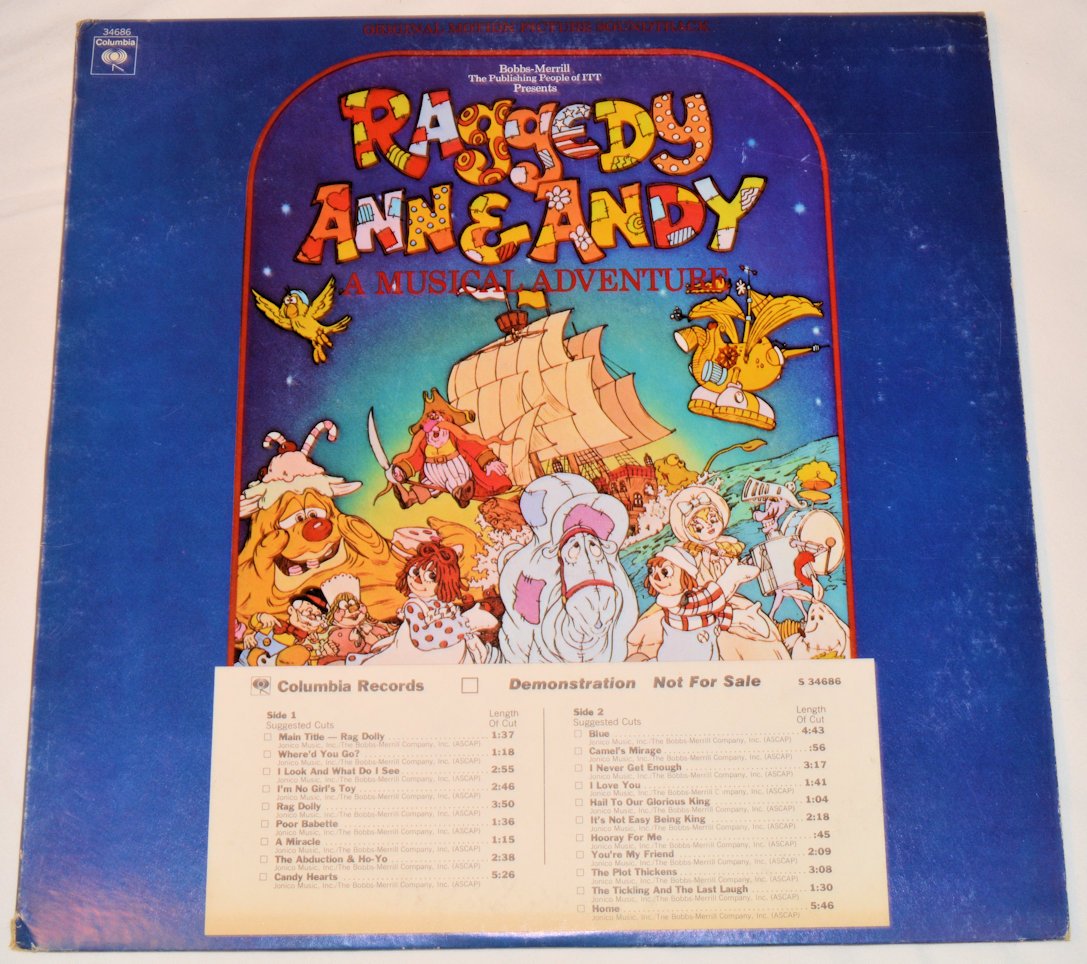 ORIGINAL MOTION PICTURE SOUNDTRACK
34686
Columbia
Bobbs-Merrill
The Publishing People of ITT
Presents
RAggEDY
ANN & ANDY
A MUSICAL ADVENTURE
Columbia Records Demonstration Not For Sale S 34686
Side 1 Length
Suggested Cuts Of Cut
Main Title — Rag Dolly 1:37
Jonico Music, Inc./The Bobbs-Merrill Company, Inc. (ASCAP)
Where'd You Go? 1:18
Jonico Music, Inc./The Bobbs-Merrill Company, Inc. (ASCAP)
I Look And What Do I See 2:55
Jonico Music, Inc./The Bobbs-Merrill Company, Inc. (ASCAP)
I'm No Girl's Toy 2:46
Jonico Music, Inc./The Bobbs-Merrill Company, Inc. (ASCAP)
Rag Dolly 3:50
Jonico Music, Inc./The Bobbs-Merrill Company, Inc. (ASCAP)
Poor Babette 1:36
Jonico Music, Inc./The Bobbs-Merrill Company, Inc. (ASCAP)
A Miracle 1:15
Jonico Music, Inc./The Bobbs-Merrill Company, Inc. (ASCAP)
The Abduction & Ho-Yo 2:38
Jonico Music, Inc./The Bobbs-Merrill Company, Inc. (ASCAP)
Candy Hearts 5:26
Jonico Music, Inc./The Bobbs-Merrill Company, Inc. (ASCAP)
Side 2 Length
Suggested Cuts Of Cut
Blue 4:43
Jonico Music, Inc./The Bobbs-Merrill Company, Inc. (ASCAP)
Camel's Mirage :56
Jonico Music, Inc./The Bobbs-Merrill Company, Inc. (ASCAP)
I Never Get Enough 3:17
Jonico Music, Inc./The Bobbs-Merrill Company, Inc. (ASCAP)
I Love You 1:41
Jonico Music, Inc./The Bobbs-Merrill Company, Inc. (ASCAP)
Hail To Our Glorious King 1:04
Jonico Music, Inc./The Bobbs-Merrill Company, Inc. (ASCAP)
It's Not Easy Being King 2:18
Jonico Music, Inc./The Bobbs-Merrill Company, Inc. (ASCAP)
Hooray For Me :45
Jonico Music, Inc./The Bobbs-Merrill Company, Inc. (ASCAP)
You're My Friend 2:09
Jonico Music, Inc./The Bobbs-Merrill Company, Inc. (ASCAP)
The Plot Thickens 3:08
Jonico Music, Inc./The Bobbs-Merrill Company, Inc. (ASCAP)
The Tickling And The Last Laugh 1:30
Jonico Music, Inc./The Bobbs-Merrill Company, Inc. (ASCAP)
Home 5:46
Jonico Music, Inc./The Bobbs-Merrill Company, Inc. (ASCAP)